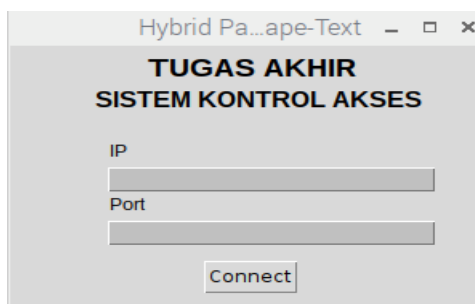 Hybrid Pa...ape-Text
TUGAS AKHIR
SISTEM KONTROL AKSES
IP
Port
Connect